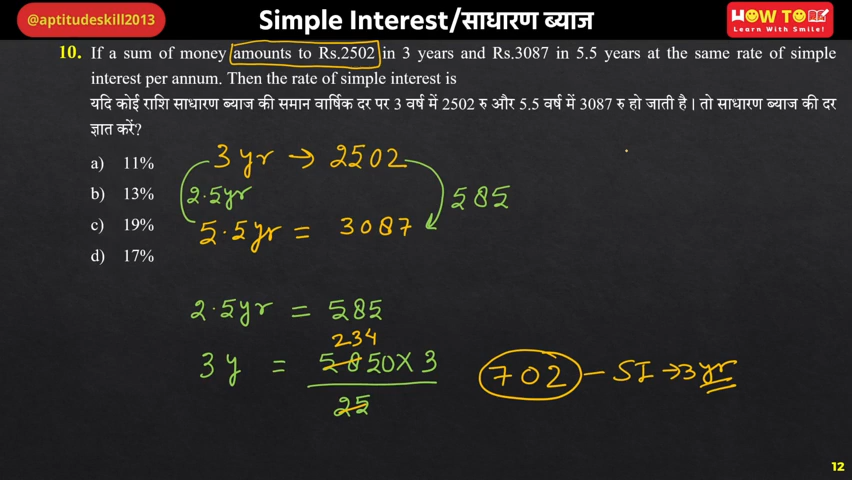 @aptitudeskill2013
Simple Interest/साधारण ब्याज
HOW TO
Learn With Smile!
10. If a sum of money amounts to Rs.2502 in 3 years and Rs.3087 in 5.5 years at the same rate of simple
interest per annum. Then the rate of simple interest is
यदि कोई राशि साधारण ब्याज की समान वार्षिक दर पर 3 वर्ष में 2502 रु और 5.5 वर्ष में 3087 रु हो जाती है। तो साधारण ब्याज की दर
ज्ञात करें?
a) 11%
b) 13%
c) 19%
d) 17%
3 yr → 2502
2.5yr 585
5.5yr = 3087
2.5yr = 585
234
3 y = 5850 × 3
25
702 – SI → 3 yr
12